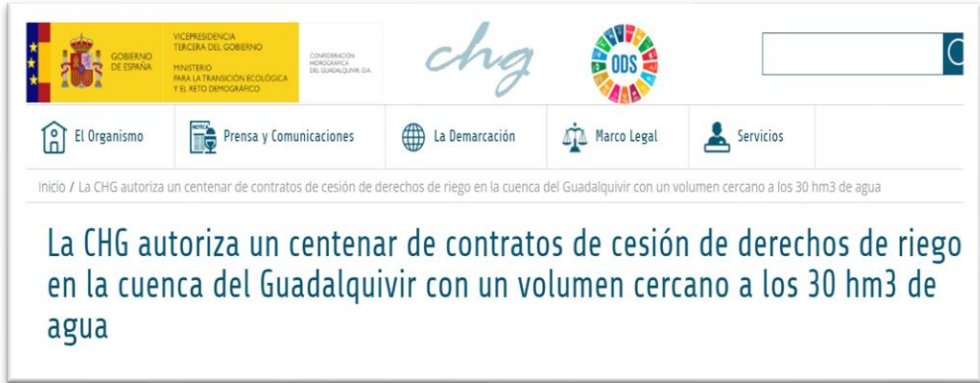 GOBIERNO
DE ESPAÑA
VICEPRESIDENCIA
TERCERA DEL GOBIERNO
MINISTERIO
PARA LA TRANSICIÓN ECOLÓGICA
Y EL RETO DEMOGRÁFICO
CONFEDERACIÓN
HIDROGRÁFICA
DEL GUADALQUIVIR, O.A.
chg
ODS
El Organismo
Prensa y Comunicaciones
La Demarcación
Marco Legal
Servicios
Inicio / La CHG autoriza un centenar de contratos de cesión de derechos de riego en la cuenca del Guadalquivir con un volumen cercano a los 30 hm3 de agua
La CHG autoriza un centenar de contratos de cesión de derechos de riego
en la cuenca del Guadalquivir con un volumen cercano a los 30 hm3 de
agua